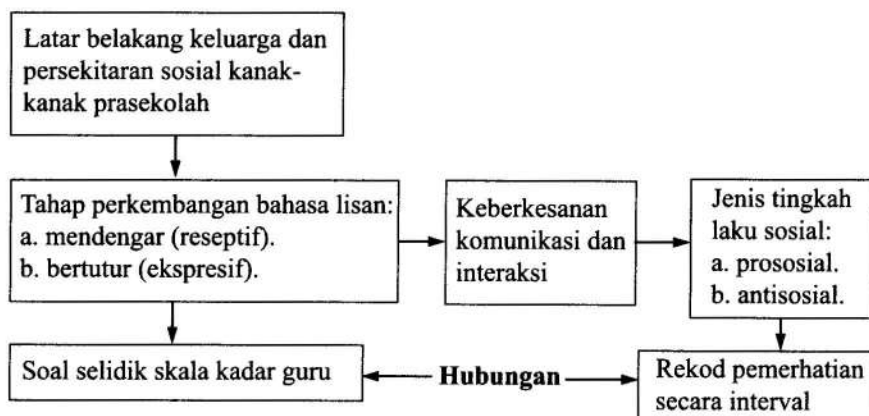 Latar belakang keluarga dan
persekitaran sosial kanak-
kanak prasekolah
Tahap perkembangan bahasa lisan:
a. mendengar (reseptif).
b. bertutur (ekspresif).
Keberkesanan
komunikasi dan
interaksi
Jenis tingkah
laku sosial:
a. prososial.
b. antisosial.
Soal selidik skala kadar guru
Hubungan
Rekod pemerhatian
secara interval